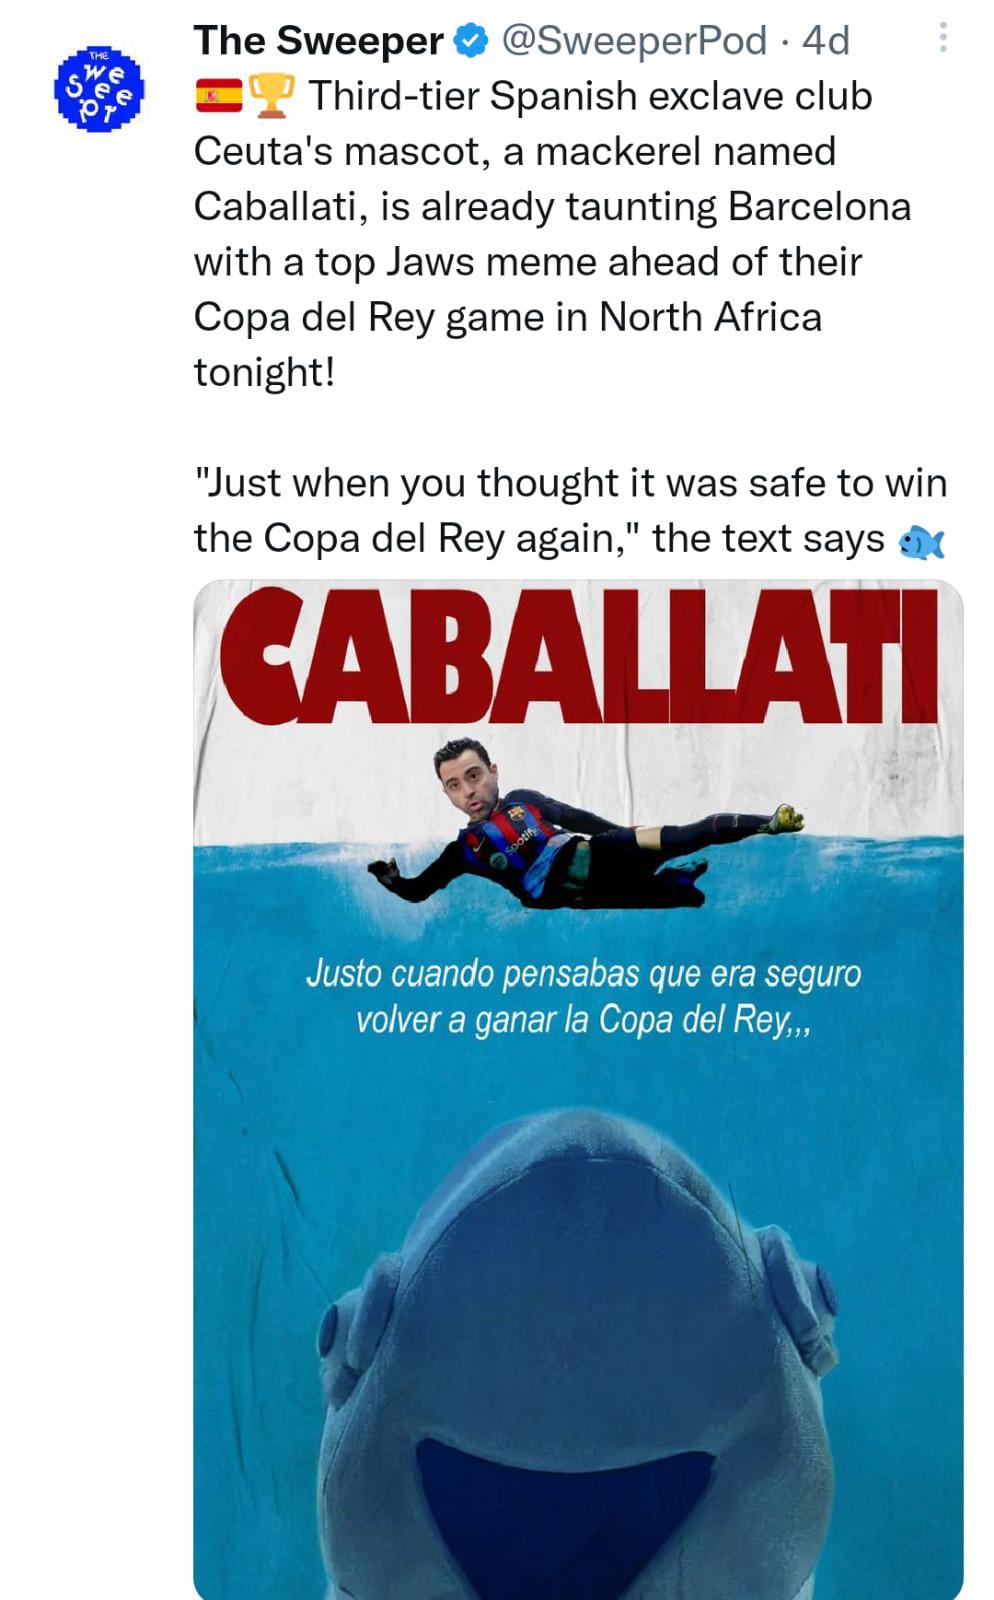 The Sweeper @SweeperPod · 4d
THE
Sweeper
🇪🇸🏆 Third-tier Spanish exclave club
Ceuta's mascot, a mackerel named
Caballati, is already taunting Barcelona
with a top Jaws meme ahead of their
Copa del Rey game in North Africa
tonight!
"Just when you thought it was safe to win
the Copa del Rey again," the text says 🐟
CABALLATI
Spotify
Justo cuando pensabas que era seguro
volver a ganar la Copa del Rey,,,